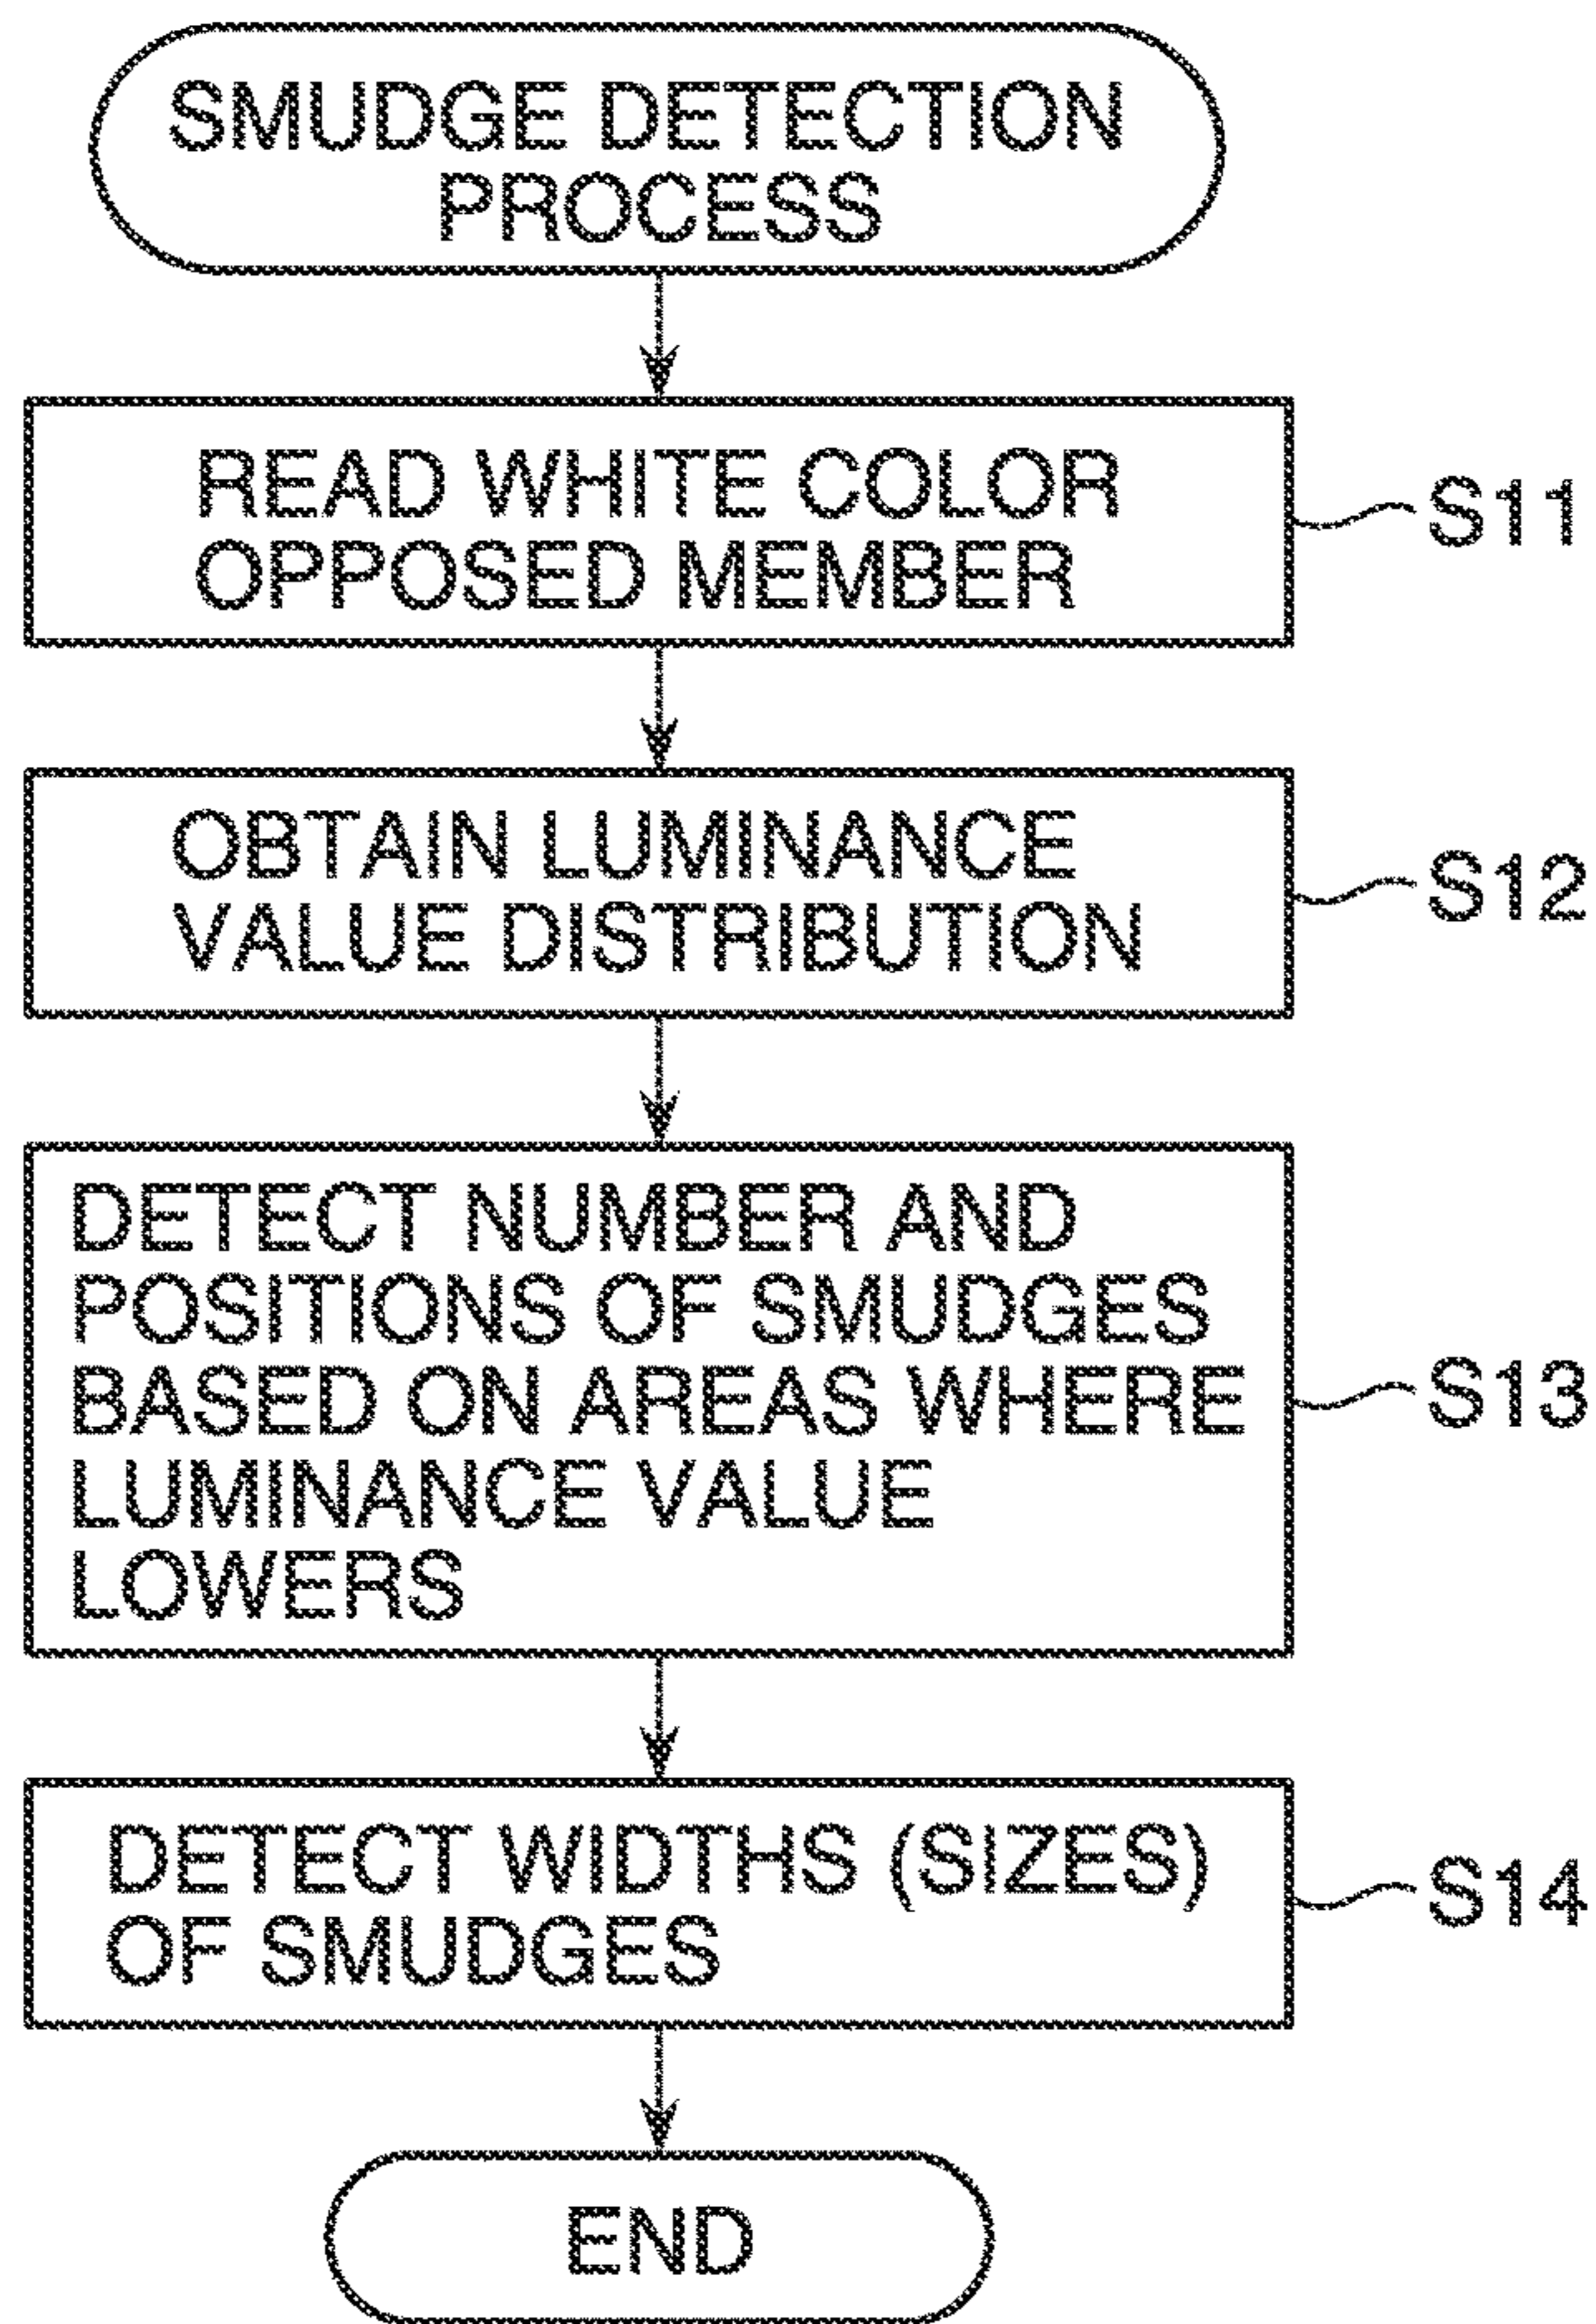 SMUDGE DETECTION
PROCESS
READ WHITE COLOR
OPPOSED MEMBER
S11
OBTAIN LUMINANCE
VALUE DISTRIBUTION
S12
DETECT NUMBER AND
POSITIONS OF SMUDGES
BASED ON AREAS WHERE
LUMINANCE VALUE
LOWERS
S13
DETECT WIDTHS (SIZES)
OF SMUDGES
S14
END